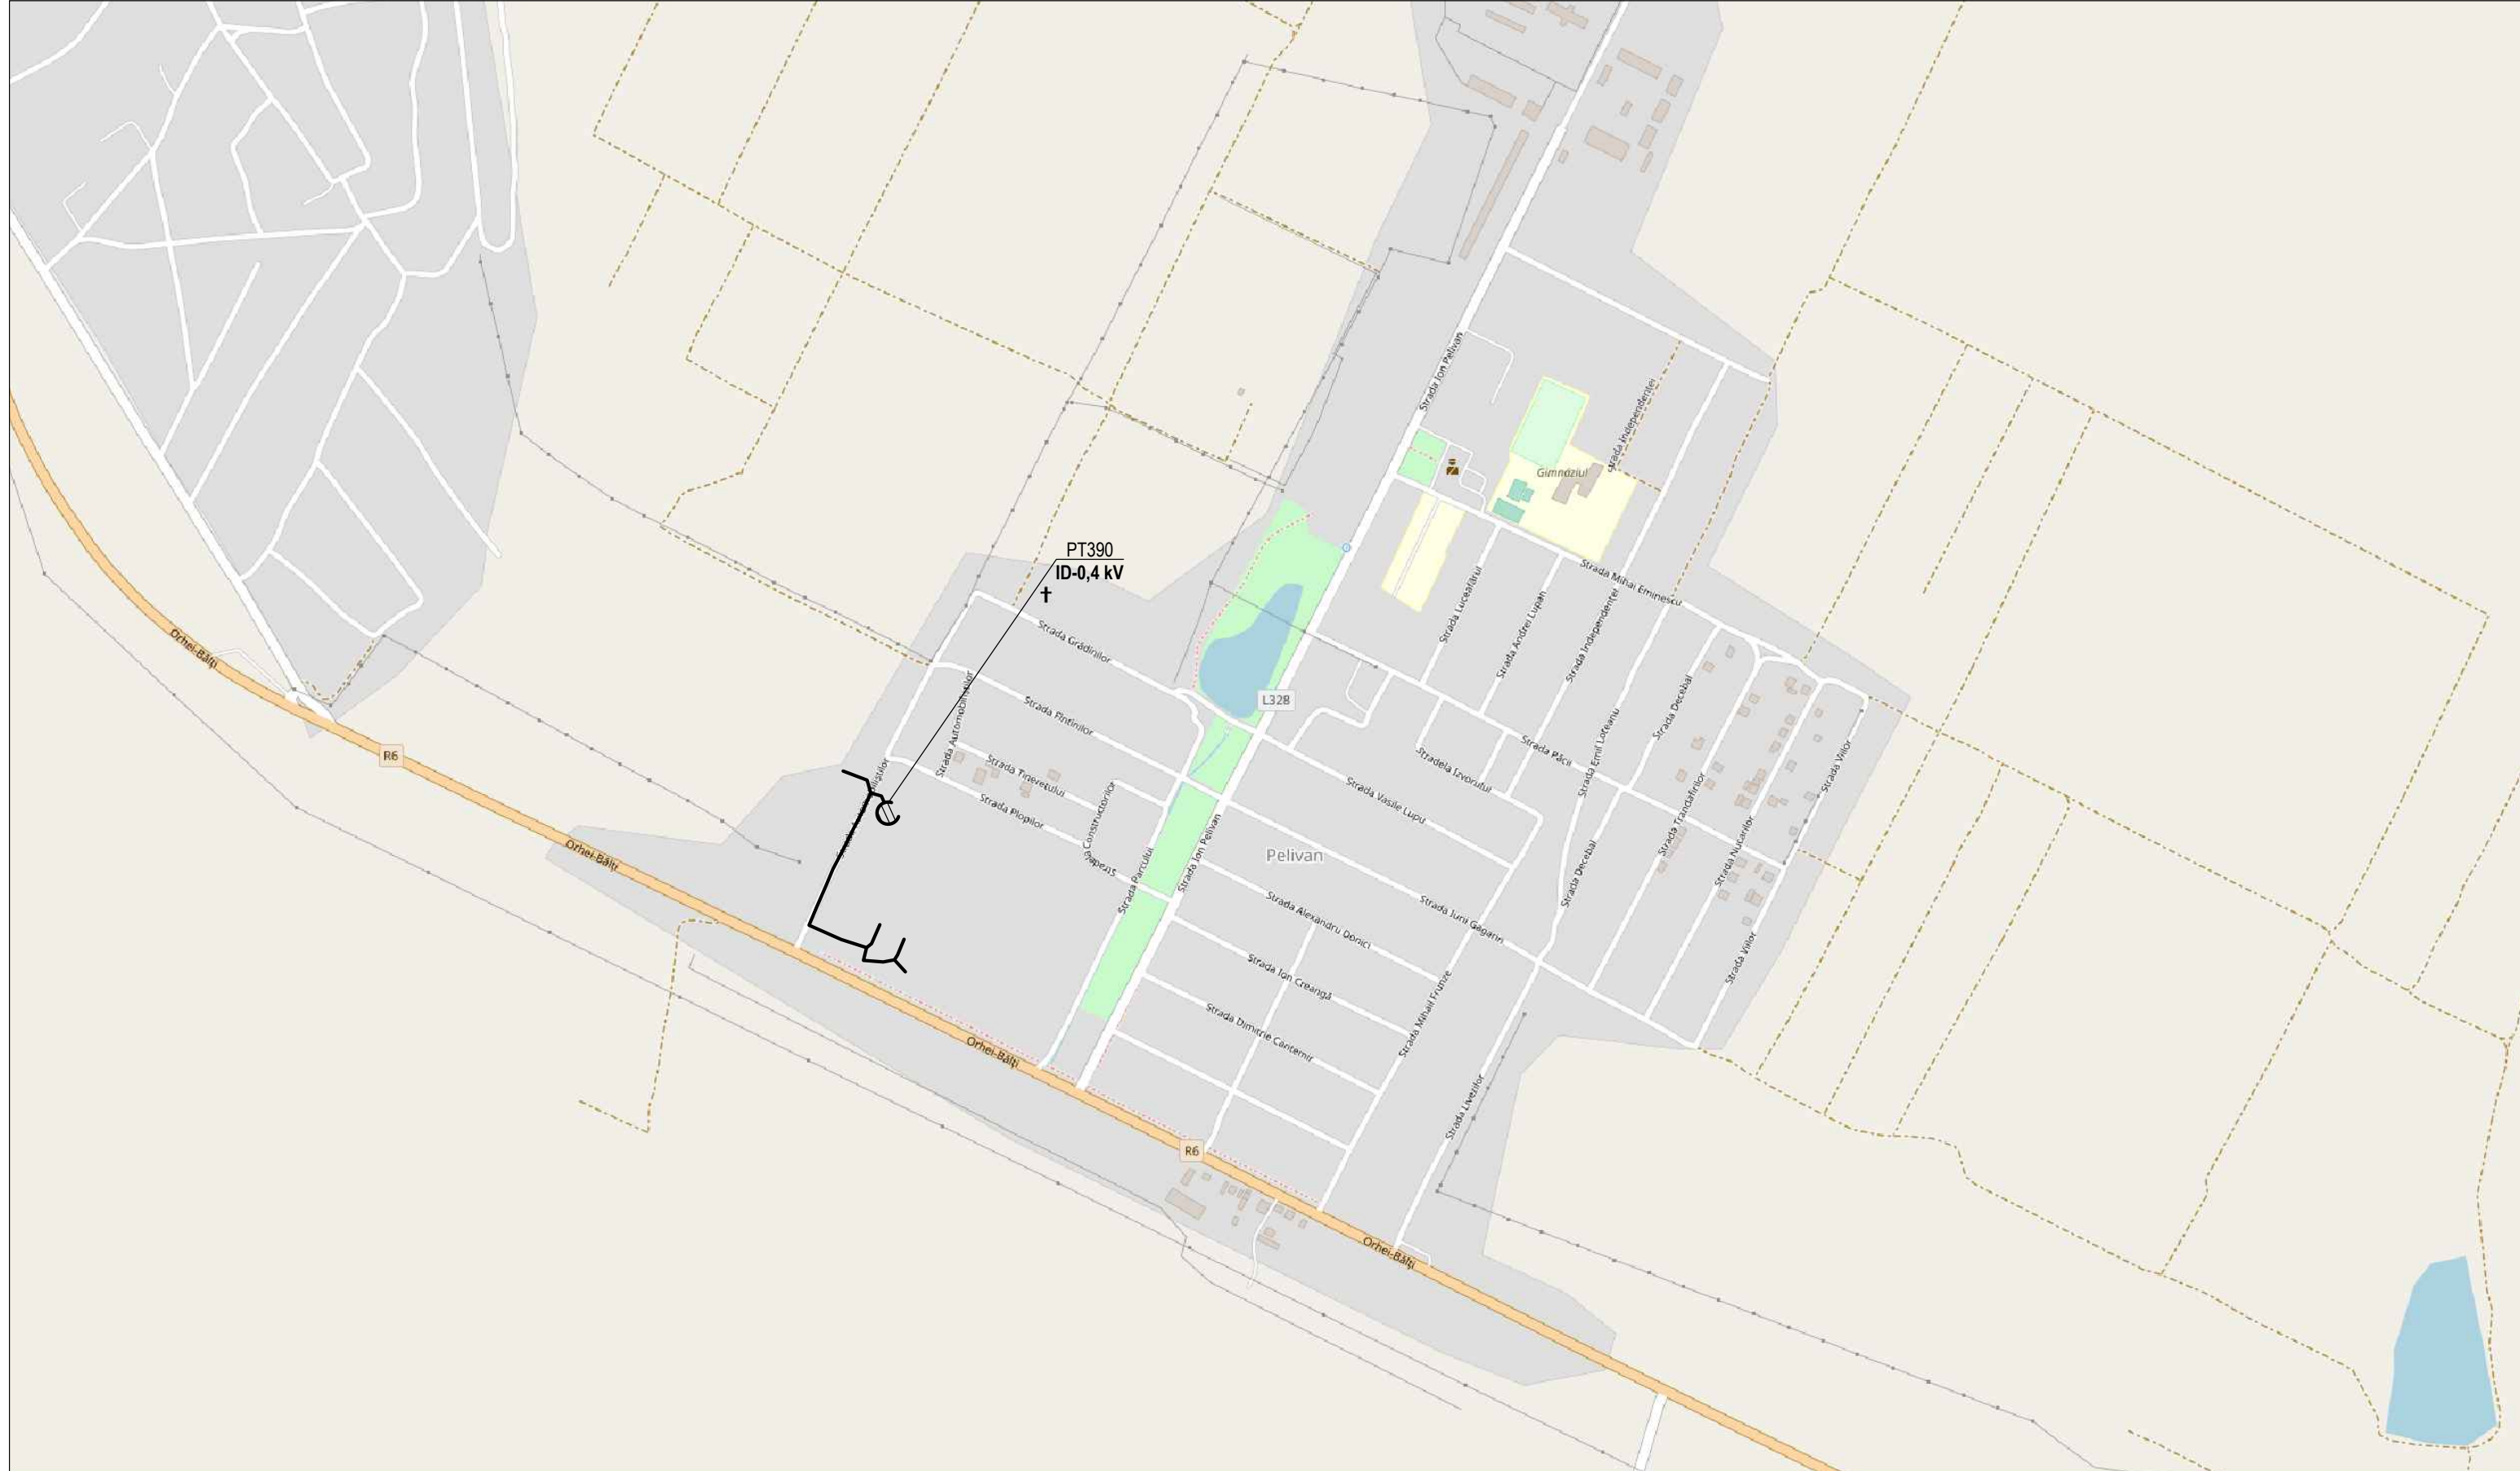 Strada Ion Pelivan
Strada Independenței
Gimnaziul
PT390
ID-0,4 kV
Strada Mihai Eminescu
Strada Luceafărul
Strada Andrei Lupan
Strada Independenței
Strada Grădinilor
Orhei-Bălți
Strada Automobiliștilor
Strada Fîntînilor
L328
Strada Decebal
Strada Emil Loteanu
Strada Păcii
Stradela Izvorului
Strada Viilor
R6
Strada Tineretului
Strada Plopilor
Strada Vasile Lupu
Strada Trandafirilor
Strada Nucarilor
Orhei-Bălți
Stradela Constructorilor
Strada Parcului
Strada Ion Pelivan
Pelivan
Strada Decebal
Strada Alexandru Donici
Strada Iurii Gagarin
Strada Viilor
Strada Ion Creangă
Strada Dimitrie Cantemir
Strada Mihail Frunze
Orhei-Bălți
Strada Livezilor
R6
Orhei-Bălți